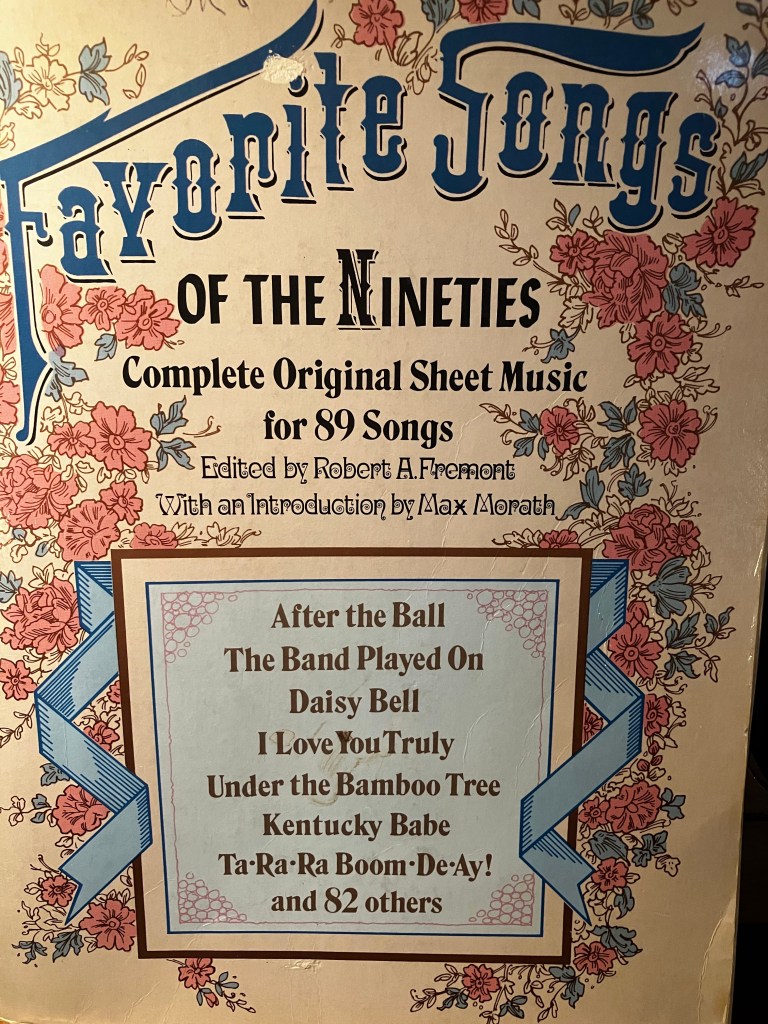 Favorite Songs
OF THE NINETIES
Complete Original Sheet Music
for 89 Songs
Edited by Robert A. Fremont
With an Introduction by Max Morath
After the Ball
The Band Played On
Daisy Bell
I Love You Truly
Under the Bamboo Tree
Kentucky Babe
Ta·Ra·Ra Boom·De·Ay!
and 82 others